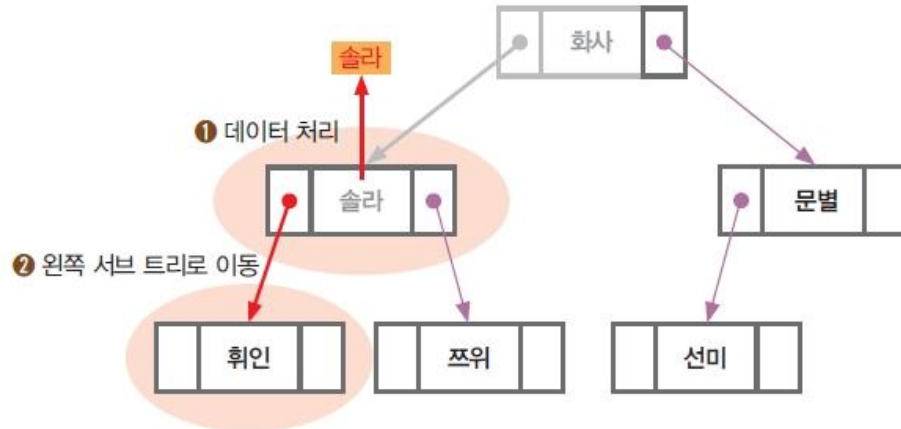 화사
솔라
❶ 데이터 처리
솔라
문별
❷ 왼쪽 서브 트리로 이동
휘인
쯔위
선미